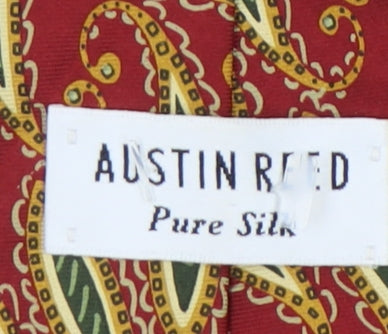 AUSTIN REED
Pure Silk